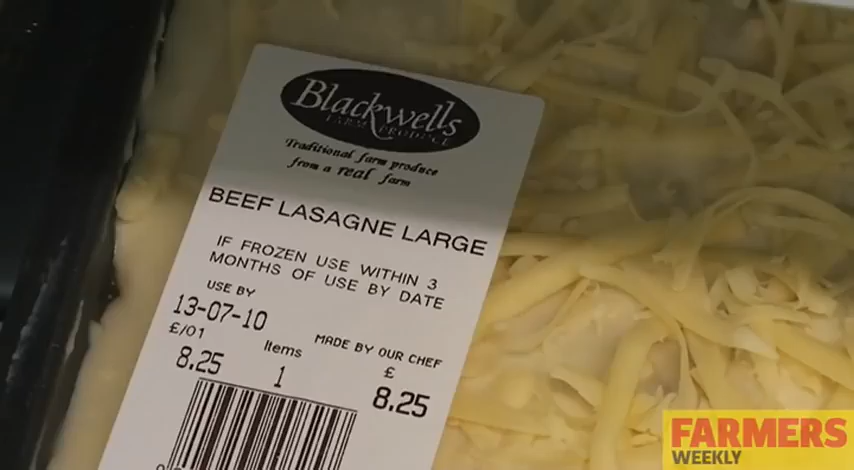 Blackwells
FARM PRODUCE
Traditional farm produce
from a real farm
BEEF LASAGNE LARGE
IF FROZEN USE WITHIN 3
MONTHS OF USE BY DATE
USE BY
13-07-10
£/01 Items MADE BY OUR CHEF
8.25 1 £
8.25
FARMERS
WEEKLY